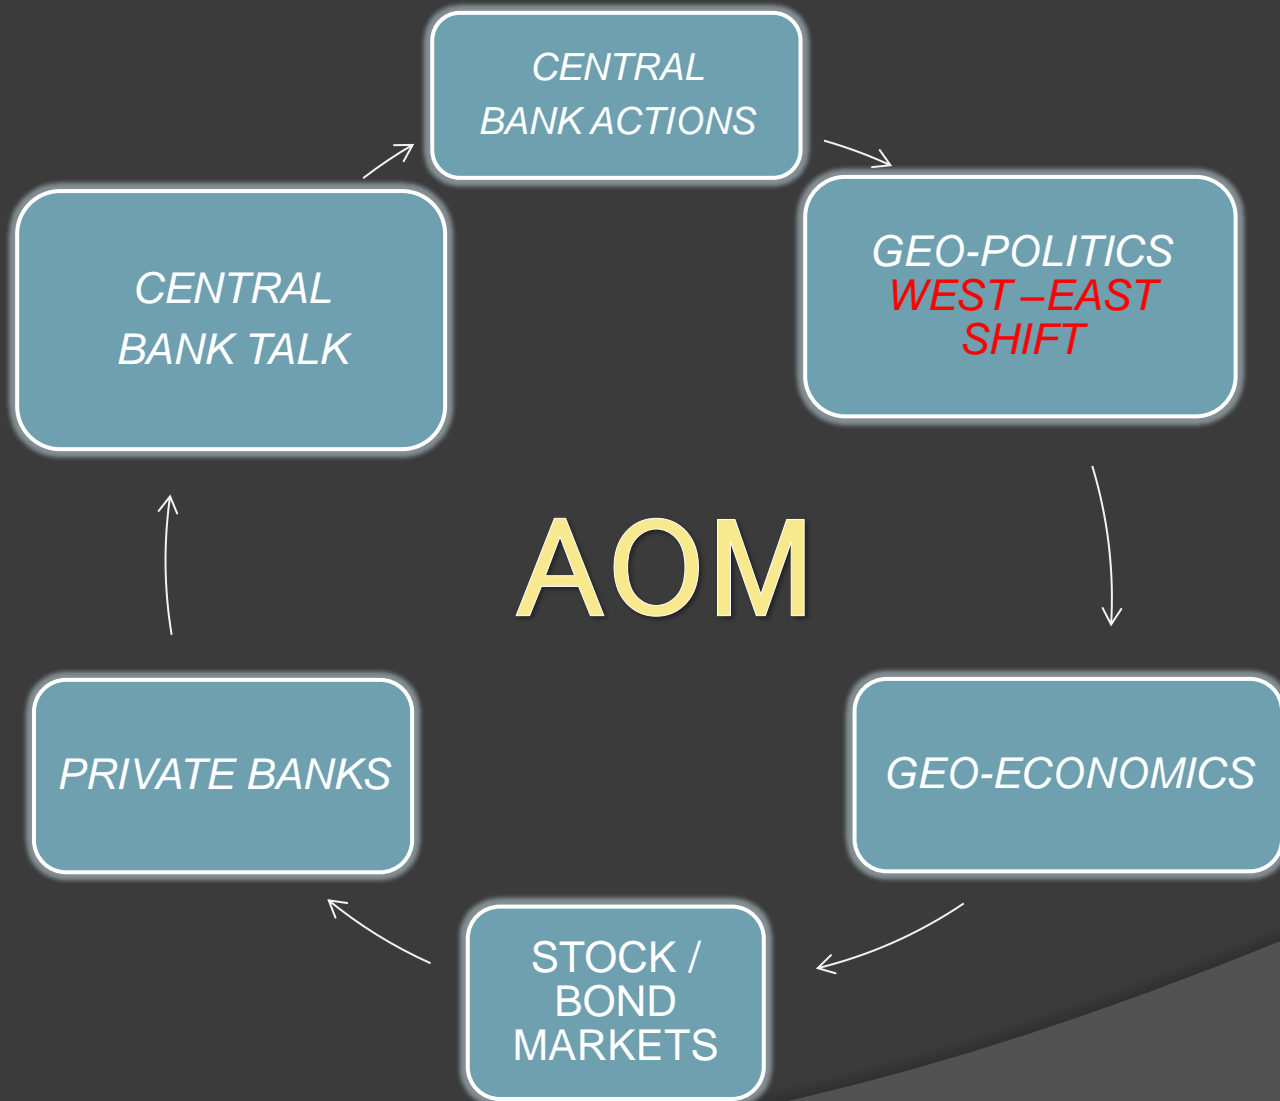 CENTRAL
BANK ACTIONS
GEO-POLITICS
WEST –EAST
SHIFT
CENTRAL
BANK TALK
AOM
PRIVATE BANKS
GEO-ECONOMICS
STOCK /
BOND
MARKETS